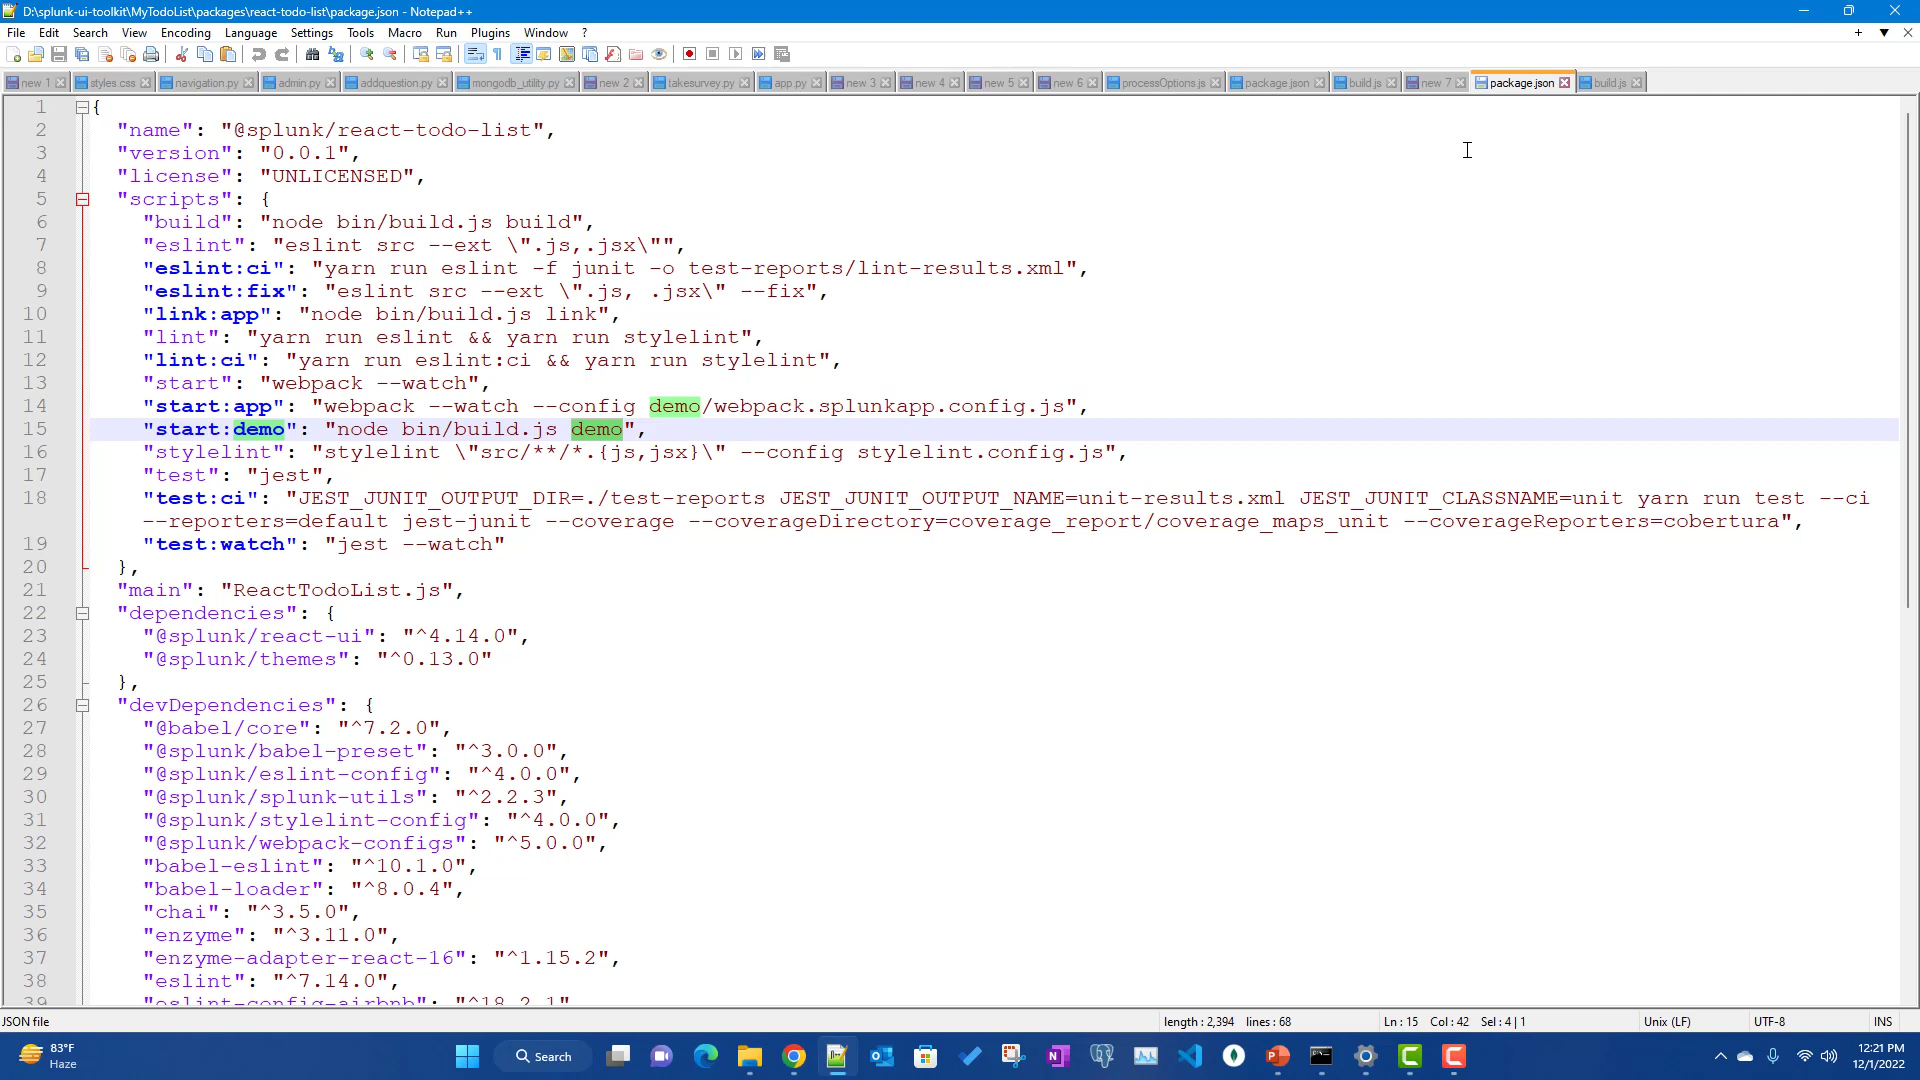 D:\splunk-ui-toolkit\MyTodoList\packages\react-todo-list\package.json - Notepad++
File Edit Search View Encoding Language Settings Tools Macro Run Plugins Window ?
new 1 styles.css navigation.py admin.py addquestion.py mongodb_utility.py new 2 takesurvey.py app.py new 3 new 4 new 5 new 6 processOptions.js package.json build.js new 7 package.json build.js
1 {
2 "name": "@splunk/react-todo-list",
3 "version": "0.0.1",
4 "license": "UNLICENSED",
5 "scripts": {
6 "build": "node bin/build.js build",
7 "eslint": "eslint src --ext \".js,.jsx\"",
8 "eslint:ci": "yarn run eslint -f junit -o test-reports/lint-results.xml",
9 "eslint:fix": "eslint src --ext \".js, .jsx\" --fix",
10 "link:app": "node bin/build.js link",
11 "lint": "yarn run eslint && yarn run stylelint",
12 "lint:ci": "yarn run eslint:ci && yarn run stylelint",
13 "start": "webpack --watch",
14 "start:app": "webpack --watch --config demo/webpack.splunkapp.config.js",
15 "start:demo": "node bin/build.js demo",
16 "stylelint": "stylelint \"src/**/*.{js,jsx}\" --config stylelint.config.js",
17 "test": "jest",
18 "test:ci": "JEST_JUNIT_OUTPUT_DIR=./test-reports JEST_JUNIT_OUTPUT_NAME=unit-results.xml JEST_JUNIT_CLASSNAME=unit yarn run test --ci
--reporters=default jest-junit --coverage --coverageDirectory=coverage_report/coverage_maps_unit --coverageReporters=cobertura",
19 "test:watch": "jest --watch"
20 },
21 "main": "ReactTodoList.js",
22 "dependencies": {
23 "@splunk/react-ui": "^4.14.0",
24 "@splunk/themes": "^0.13.0"
25 },
26 "devDependencies": {
27 "@babel/core": "^7.2.0",
28 "@splunk/babel-preset": "^3.0.0",
29 "@splunk/eslint-config": "^4.0.0",
30 "@splunk/splunk-utils": "^2.2.3",
31 "@splunk/stylelint-config": "^4.0.0",
32 "@splunk/webpack-configs": "^5.0.0",
33 "babel-eslint": "^10.1.0",
34 "babel-loader": "^8.0.4",
35 "chai": "^3.5.0",
36 "enzyme": "^3.11.0",
37 "enzyme-adapter-react-16": "^1.15.2",
38 "eslint": "^7.14.0",
39 "eslint-config-airbnb": "^18.2.1"
JSON file length : 2,394 lines : 68 Ln : 15 Col : 42 Sel : 4 | 1 Unix (LF) UTF-8 INS
83°F
Haze
Search
12:21 PM
12/1/2022